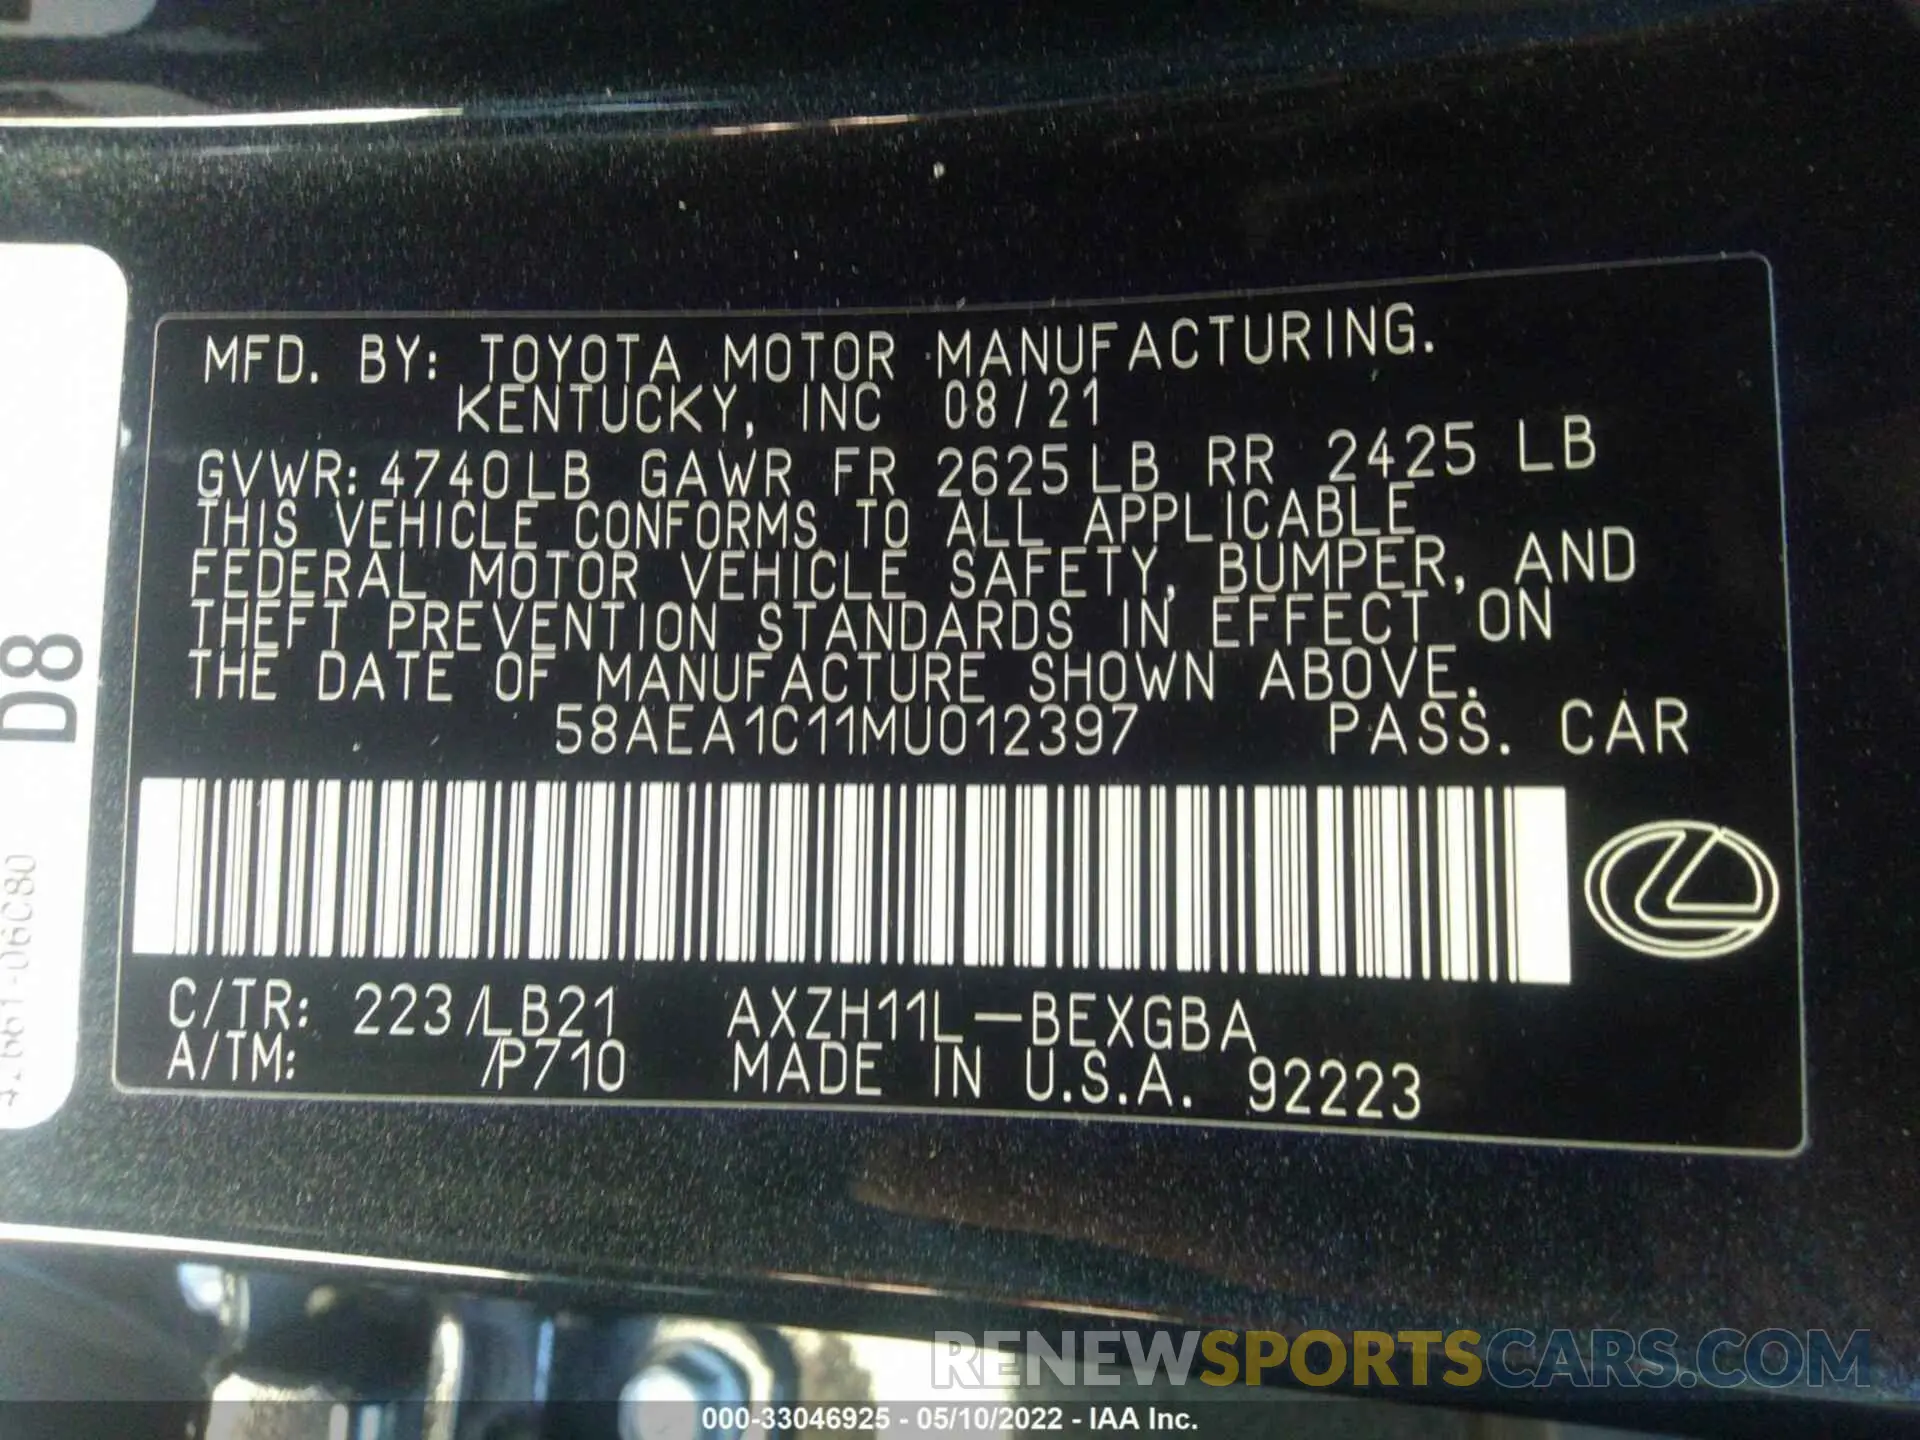 MFD. BY: TOYOTA MOTOR MANUFACTURING.
KENTUCKY, INC 08/21
GVWR: 4740LB GAWR FR 2625LB RR 2425 LB
THIS VEHICLE CONFORMS TO ALL APPLICABLE
FEDERAL MOTOR VEHICLE SAFETY, BUMPER, AND
THEFT PREVENTION STANDARDS IN EFFECT ON
THE DATE OF MANUFACTURE SHOWN ABOVE.
58AEA1C11MU012397 PASS. CAR
C/TR: 223/LB21 AXZH11L-BEXGBA
A/TM: /P710 MADE IN U.S.A. 92223
D8
RENEWSPORTSCARS.COM
000-33046925 - 05/10/2022 - IAA Inc.